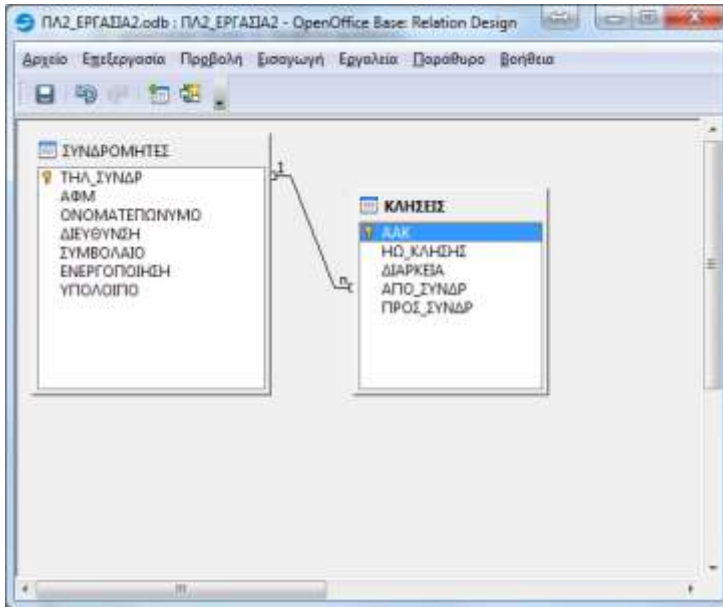 ΠΛ2_ΕΡΓΑΣΙΑ2.odb : ΠΛ2_ΕΡΓΑΣΙΑ2 - OpenOffice Base: Relation Design
Αρχείο Επεξεργασία Προβολή Εισαγωγή Εργαλεία Παράθυρο Βοήθεια
ΣΥΝΔΡΟΜΗΤΕΣ
ΤΗΛ_ΣΥΝΔΡ
ΑΦΜ
ΟΝΟΜΑΤΕΠΩΝΥΜΟ
ΔΙΕΥΘΥΝΣΗ
ΣΥΜΒΟΛΑΙΟ
ΕΝΕΡΓΟΠΟΙΗΣΗ
ΥΠΟΛΟΙΠΟ
1
n
ΚΛΗΣΕΙΣ
ΑΑΚ
ΗΩ_ΚΛΗΣΗΣ
ΔΙΑΡΚΕΙΑ
ΑΠΟ_ΣΥΝΔΡ
ΠΡΟΣ_ΣΥΝΔΡ